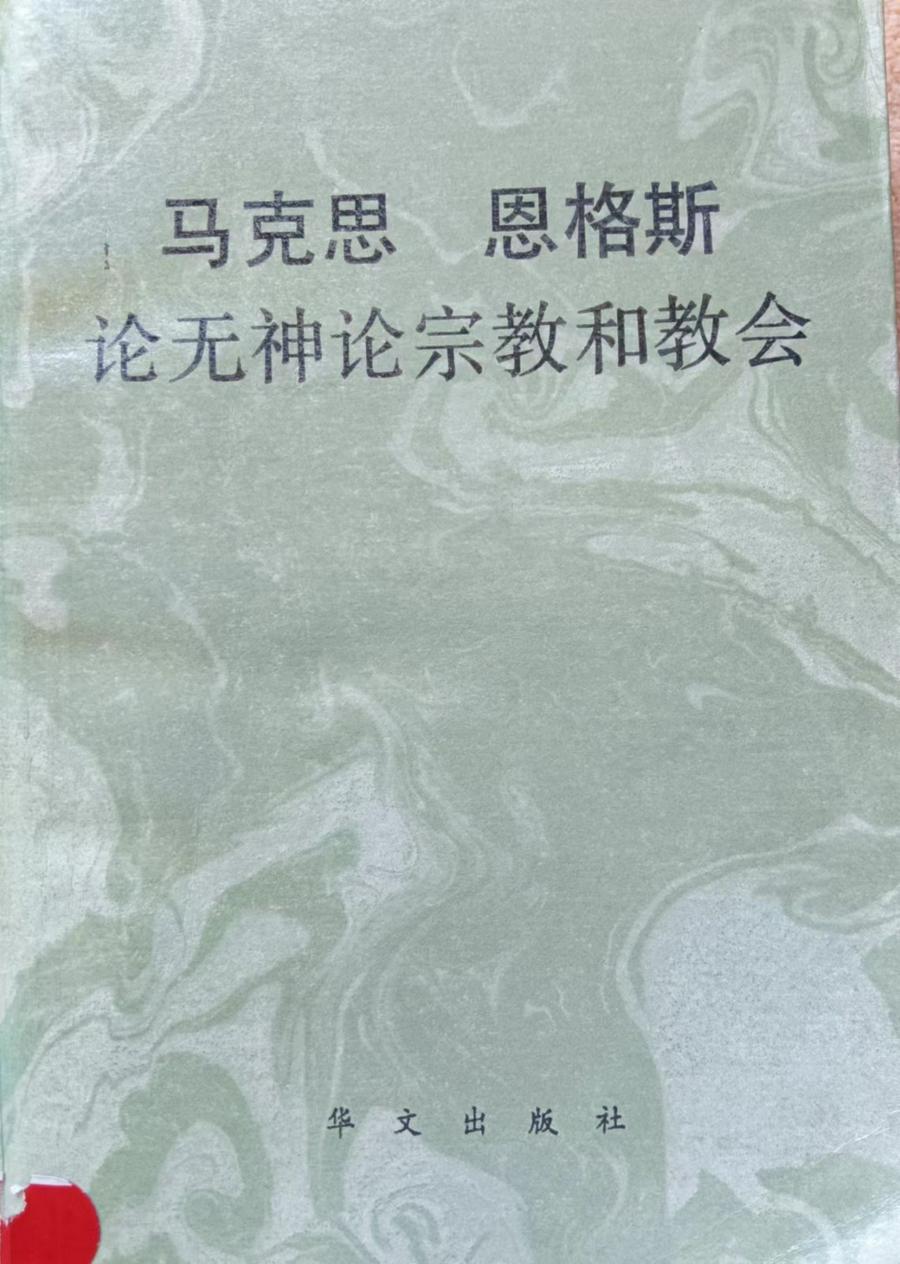 马克思 恩格斯
论无神论宗教和教会
华文出版社